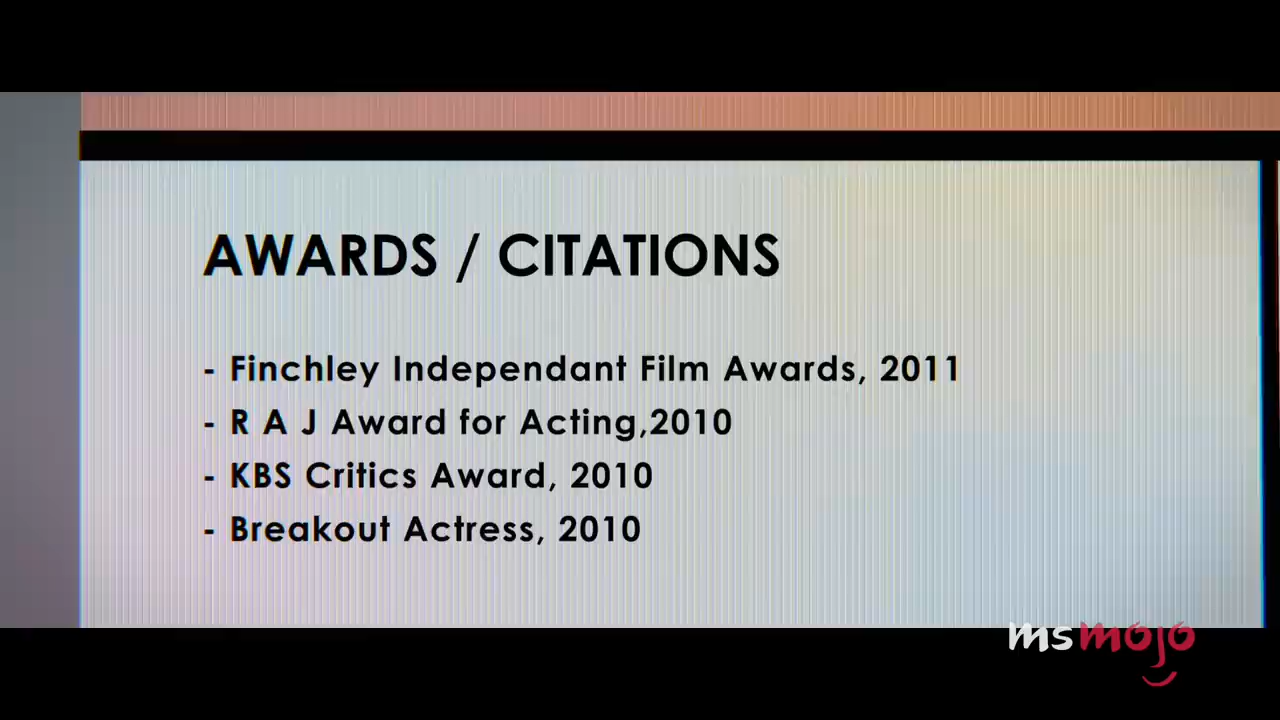 AWARDS / CITATIONS
- Finchley Independant Film Awards, 2011
- R A J Award for Acting,2010
- KBS Critics Award, 2010
- Breakout Actress, 2010
msmojo